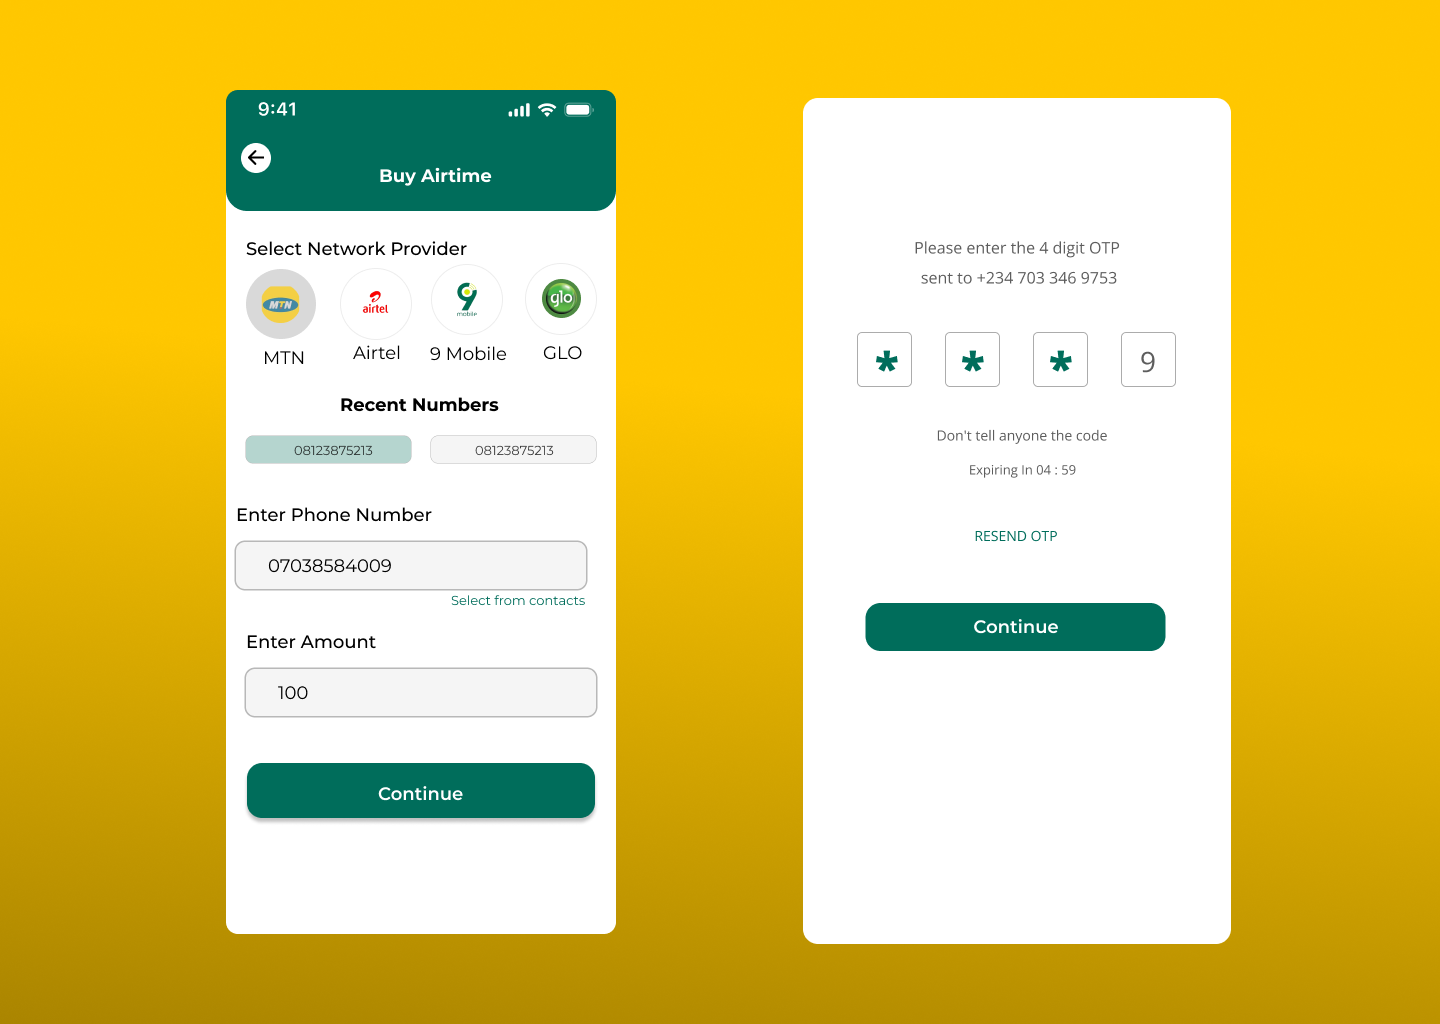 9:41
Buy Airtime
Select Network Provider
MTN
airtel
9
mobile
glo
MTN
Airtel
9 Mobile
GLO
Recent Numbers
08123875213
08123875213
Enter Phone Number
07038584009
Select from contacts
Enter Amount
100
Continue
Please enter the 4 digit OTP
sent to +234 703 346 9753
* * * 9
Don't tell anyone the code
Expiring In 04 : 59
RESEND OTP
Continue